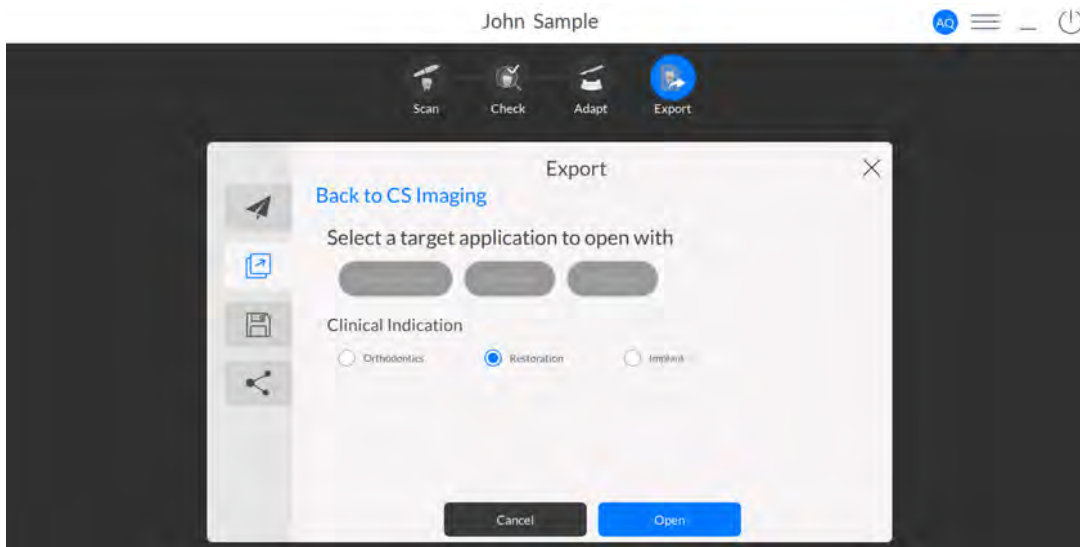 John Sample
AQ
Scan Check Adapt Export
Export
Back to CS Imaging
Select a target application to open with
Clinical Indication
Orthodontics Restoration Implant
Cancel Open